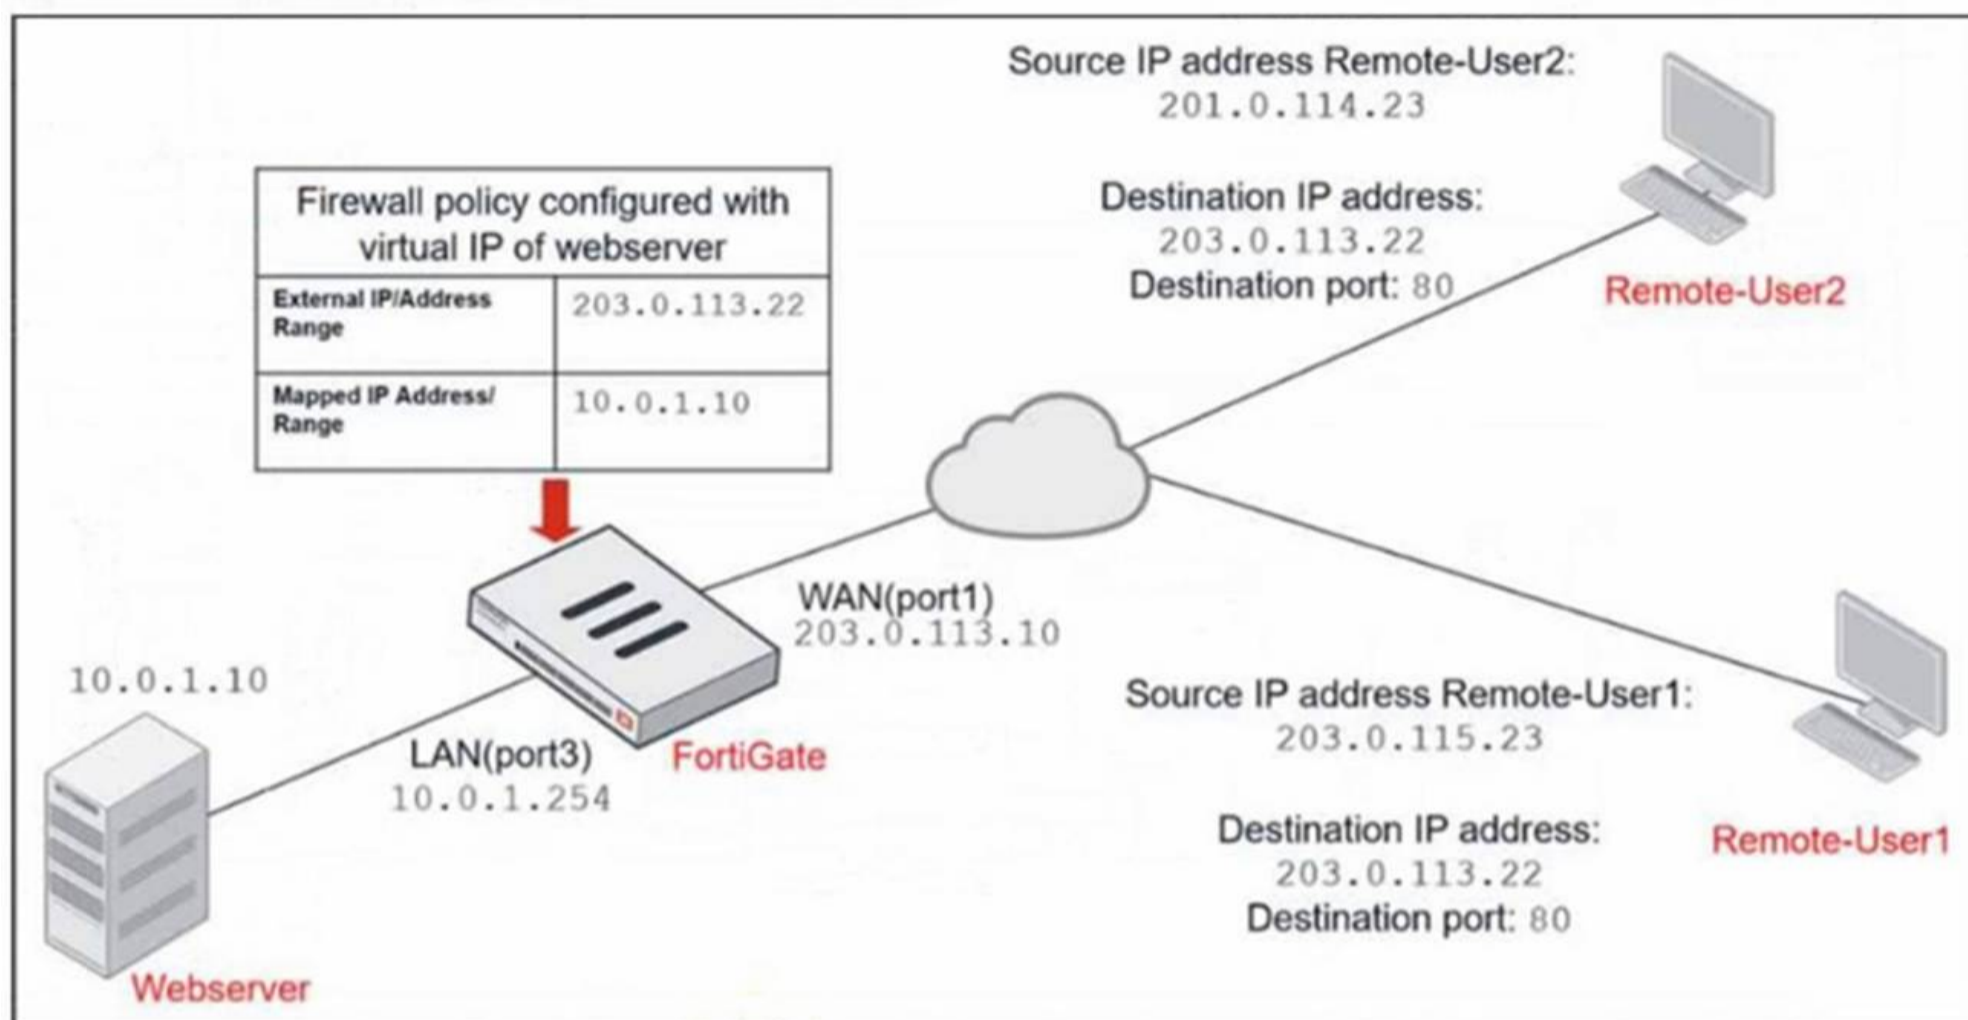 Source IP address Remote-User2:
201.0.114.23
Destination IP address:
203.0.113.22
Destination port: 80
Remote-User2
Firewall policy configured with
virtual IP of webserver
External IP/Address
Range
203.0.113.22
Mapped IP Address/
Range
10.0.1.10
WAN(port1)
203.0.113.10
10.0.1.10
LAN(port3)
10.0.1.254
FortiGate
Webserver
Source IP address Remote-User1:
203.0.115.23
Destination IP address:
203.0.113.22
Destination port: 80
Remote-User1